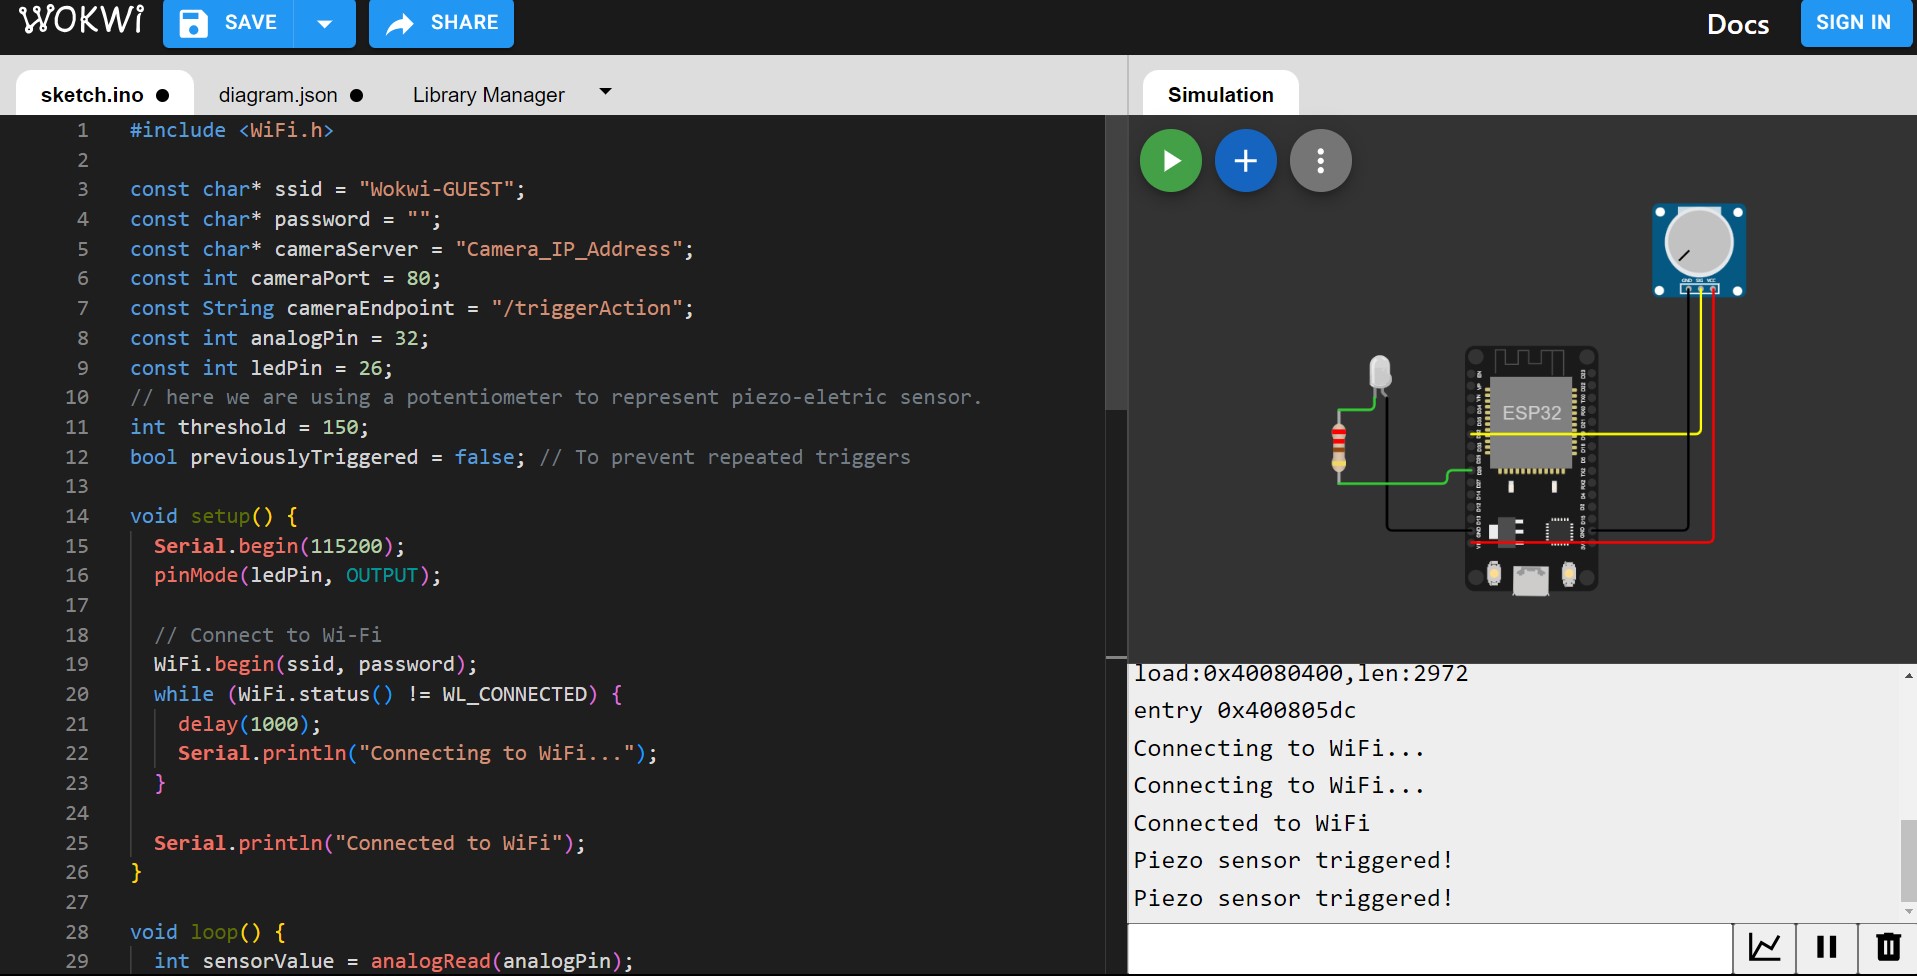 WOKWi
SAVE
SHARE
Docs
SIGN IN
sketch.ino ●
diagram.json ●
Library Manager
Simulation
1 #include <WiFi.h>
2
3 const char* ssid = "Wokwi-GUEST";
4 const char* password = "";
5 const char* cameraServer = "Camera_IP_Address";
6 const int cameraPort = 80;
7 const String cameraEndpoint = "/triggerAction";
8 const int analogPin = 32;
9 const int ledPin = 26;
10 // here we are using a potentiometer to represent piezo-eletric sensor.
11 int threshold = 150;
12 bool previouslyTriggered = false; // To prevent repeated triggers
13
14 void setup() {
15 Serial.begin(115200);
16 pinMode(ledPin, OUTPUT);
17
18 // Connect to Wi-Fi
19 WiFi.begin(ssid, password);
20 while (WiFi.status() != WL_CONNECTED) {
21 delay(1000);
22 Serial.println("Connecting to WiFi...");
23 }
24
25 Serial.println("Connected to WiFi");
26 }
27
28 void loop() {
29 int sensorValue = analogRead(analogPin);
GND SIG VCC
ESP32
load:0x40080400,len:2972
entry 0x400805dc
Connecting to WiFi...
Connecting to WiFi...
Connected to WiFi
Piezo sensor triggered!
Piezo sensor triggered!